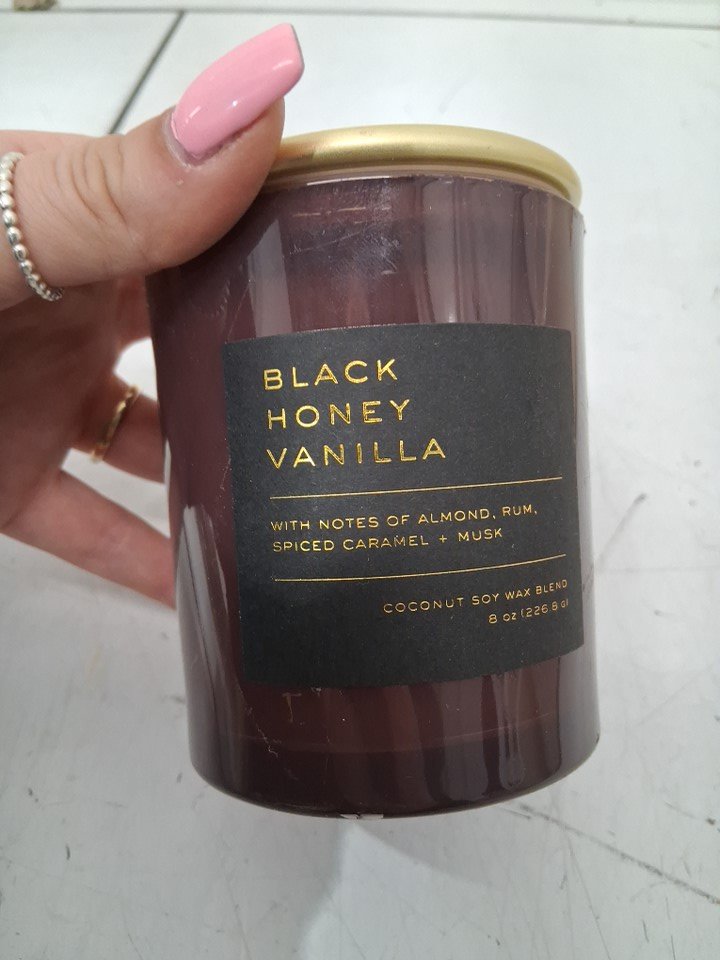 BLACK
HONEY
VANILLA
WITH NOTES OF ALMOND, RUM,
SPICED CARAMEL + MUSK
COCONUT SOY WAX BLEND
8 oz (226.8 G)